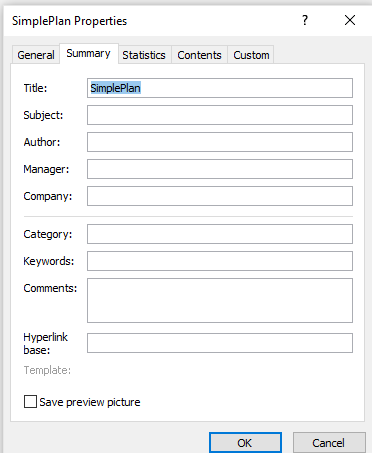 SimplePlan Properties ? ×
General Summary Statistics Contents Custom
Title: SimplePlan
Subject:
Author:
Manager:
Company:
Category:
Keywords:
Comments:
Hyperlink
base:
Template:
Save preview picture
OK Cancel